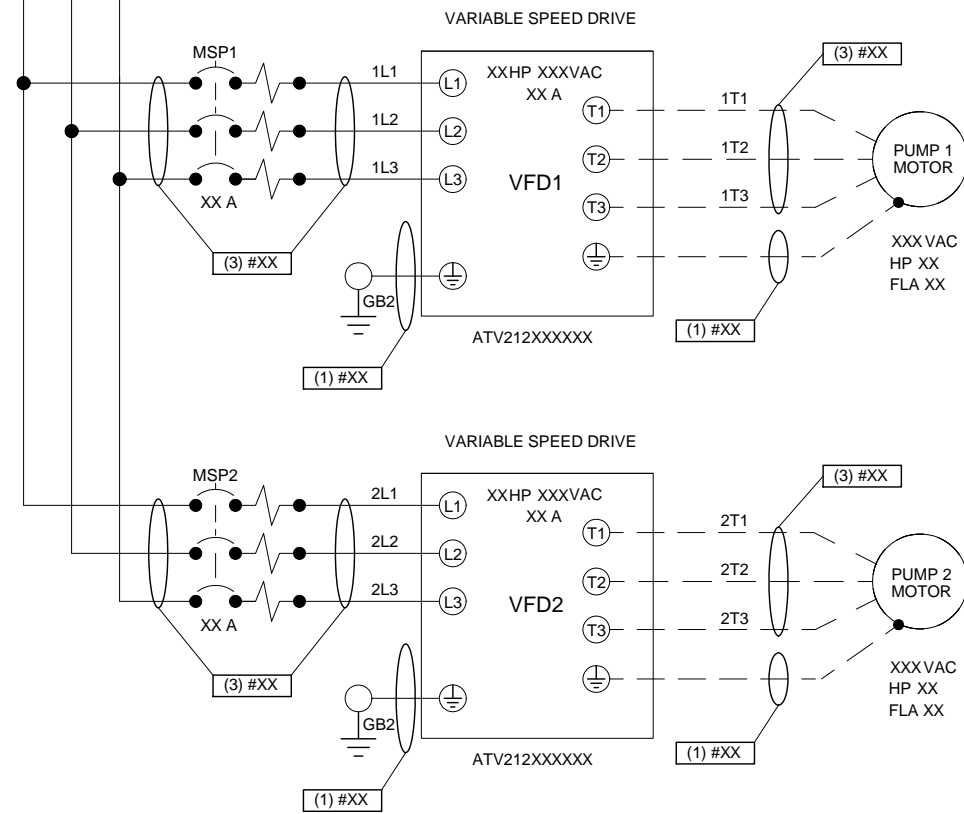 VARIABLE SPEED DRIVE
MSP1
XX A
(3) #XX
1L1
1L2
1L3
L1
L2
L3
XXHP XXXVAC
XX A
VFD1
T1
T2
T3
1T1
1T2
1T3
(3) #XX
PUMP 1
MOTOR
XXX VAC
HP XX
FLA XX
GB2
(1) #XX
ATV212XXXXXX
(1) #XX
VARIABLE SPEED DRIVE
MSP2
XX A
(3) #XX
2L1
2L2
2L3
L1
L2
L3
XXHP XXXVAC
XX A
VFD2
T1
T2
T3
2T1
2T2
2T3
(3) #XX
PUMP 2
MOTOR
XXX VAC
HP XX
FLA XX
GB2
(1) #XX
ATV212XXXXXX
(1) #XX